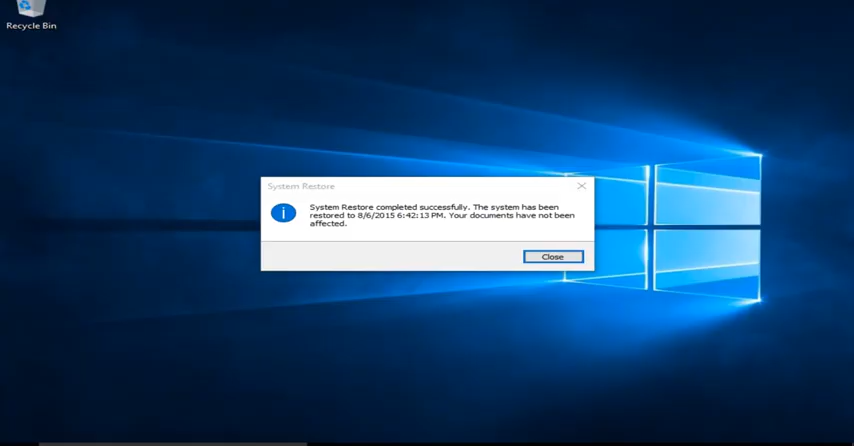 Recycle Bin
System Restore
System Restore completed successfully. The system has been
restored to 8/6/2015 6:42:13 PM. Your documents have not been
affected.
Close